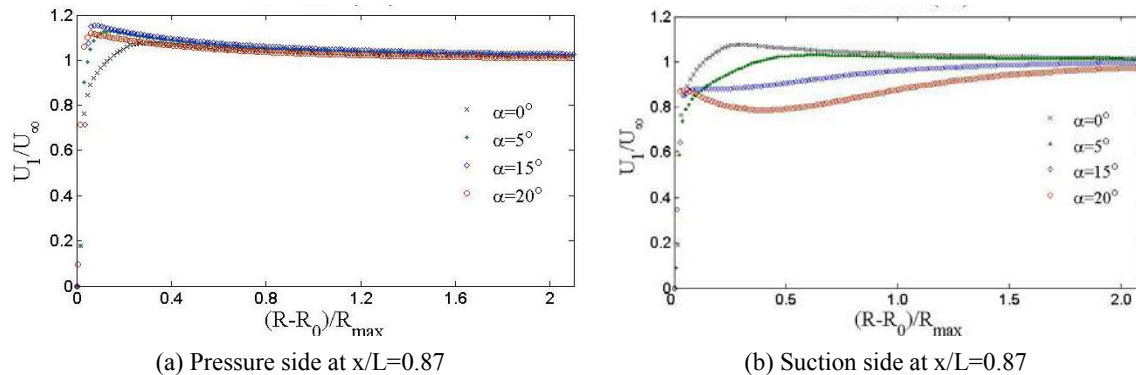 1.2
1
0.8
0.6
0.4
0.2
0
U₁/U∞
α=0°
α=5°
α=15°
α=20°
0 0.4 0.8 1.2 1.6 2
(R-R₀)/Rₘₐₓ
(a) Pressure side at x/L=0.87
1.2
1
0.8
0.6
0.4
0.2
0
U₁/U∞
α=0°
α=5°
α=15°
α=20°
0 0.5 1.0 1.5 2.0
(R-R₀)/Rₘₐₓ
(b) Suction side at x/L=0.87